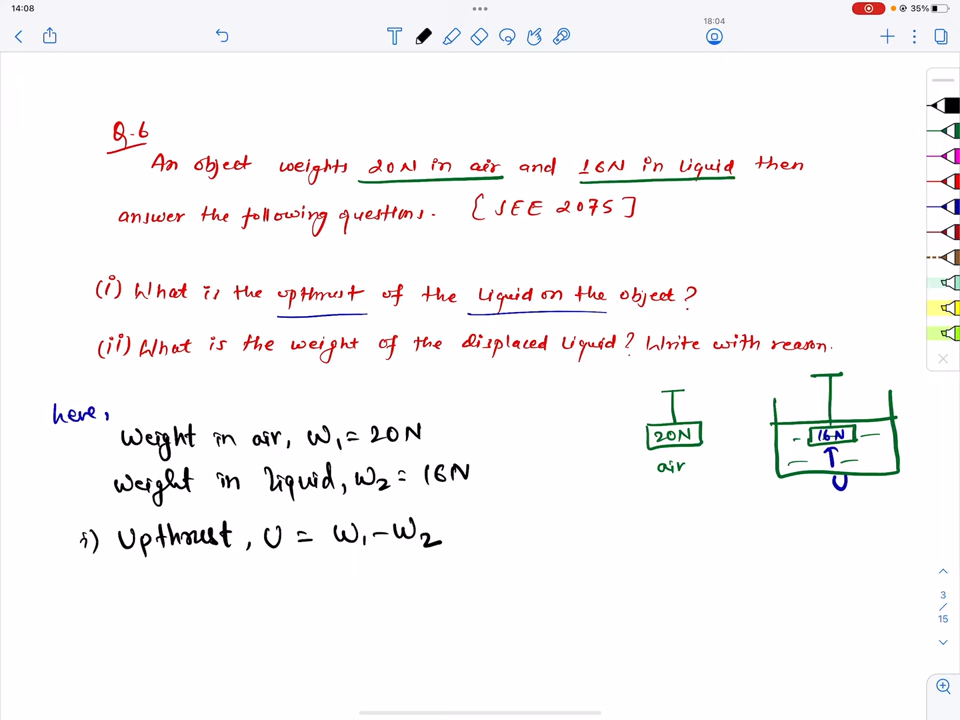 14:08
35%
18:04
Q.6
An object weights 20N in air and 16N in liquid then
answer the following questions. [SEE 2075]
(i) What is the upthrust of the liquid on the object?
(ii) What is the weight of the displaced liquid? Write with reason.
here,
Weight in air, W₁ = 20N
Weight in liquid, W₂ = 16N
i) Upthrust, U = W₁ - W₂
20N
air
16N
U
3
/
15